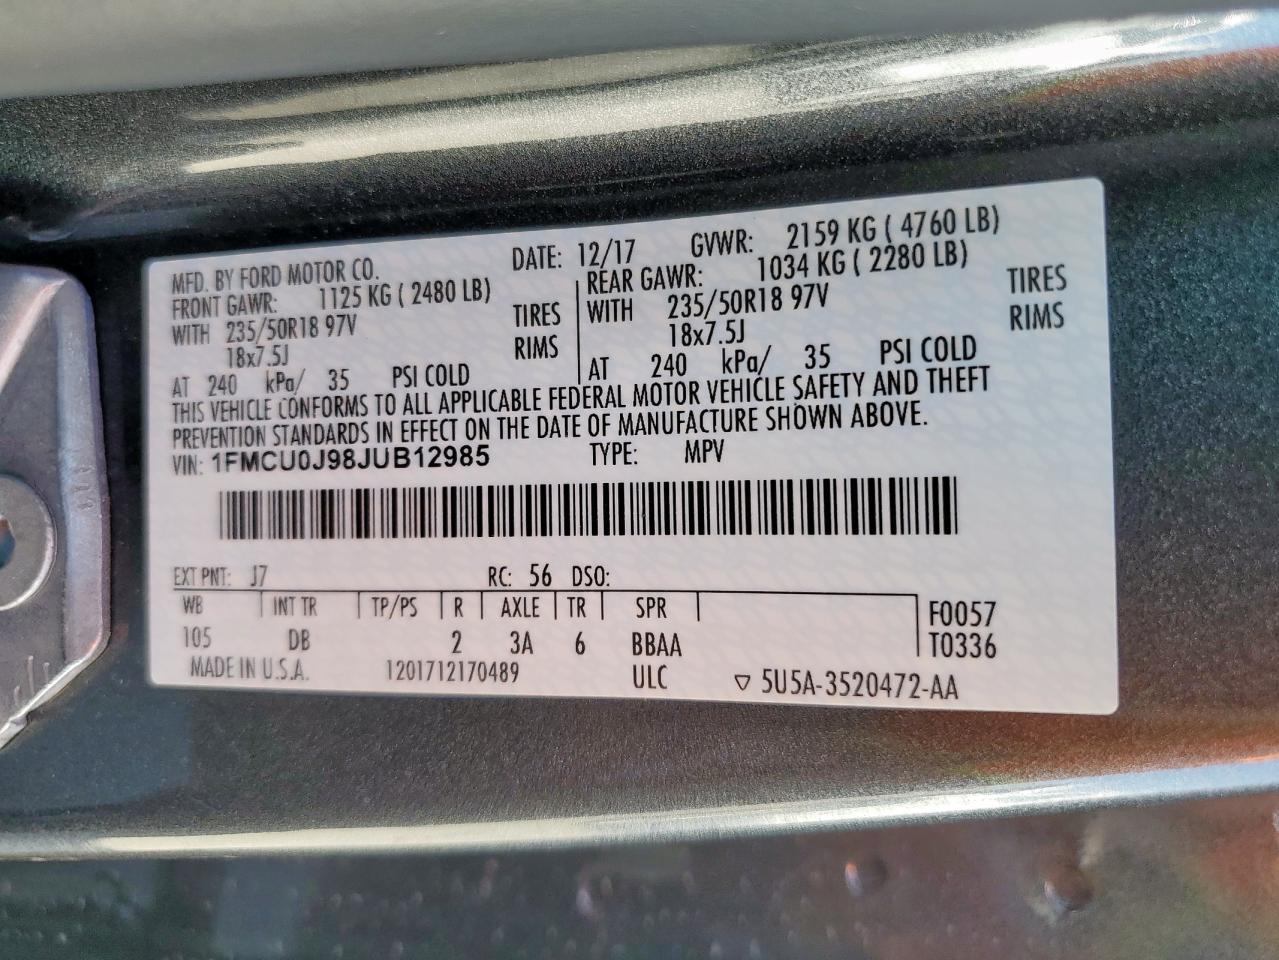 MFD. BY FORD MOTOR CO. DATE: 12/17 GVWR: 2159 KG ( 4760 LB)
FRONT GAWR: 1125 KG ( 2480 LB) REAR GAWR: 1034 KG ( 2280 LB)
WITH 235/50R18 97V TIRES WITH 235/50R18 97V TIRES
18x7.5J RIMS 18x7.5J RIMS
AT 240 kPa/ 35 PSI COLD AT 240 kPa/ 35 PSI COLD
THIS VEHICLE CONFORMS TO ALL APPLICABLE FEDERAL MOTOR VEHICLE SAFETY AND THEFT
PREVENTION STANDARDS IN EFFECT ON THE DATE OF MANUFACTURE SHOWN ABOVE.
VIN: 1FMCU0J98JUB12985 TYPE: MPV
EXT PNT: J7 RC: 56 DSO:
WB INT TR TP/PS R AXLE TR SPR F0057
105 DB 2 3A 6 BBAA T0336
MADE IN U.S.A. 1201712170489 ULC ▽ 5U5A-3520472-AA